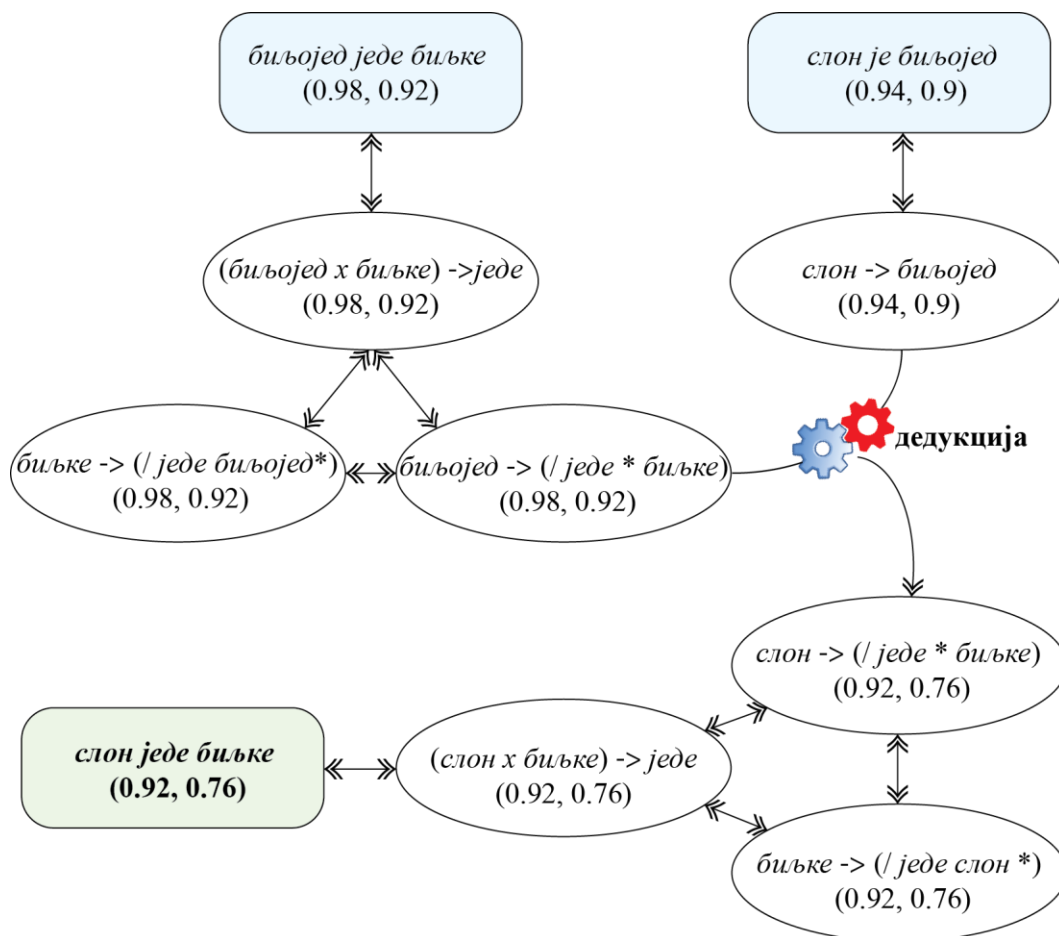 биљојед једе биљке
(0.98, 0.92)
слон је биљојед
(0.94, 0.9)
(биљојед x биљке) ->једе
(0.98, 0.92)
слон -> биљојед
(0.94, 0.9)
биљке -> (/ једе биљојед*)
(0.98, 0.92)
биљојед -> (/ једе * биљке)
(0.98, 0.92)
дедукција
слон -> (/ једе * биљке)
(0.92, 0.76)
слон једе биљке
(0.92, 0.76)
(слон x биљке) -> једе
(0.92, 0.76)
биљке -> (/ једе слон *)
(0.92, 0.76)